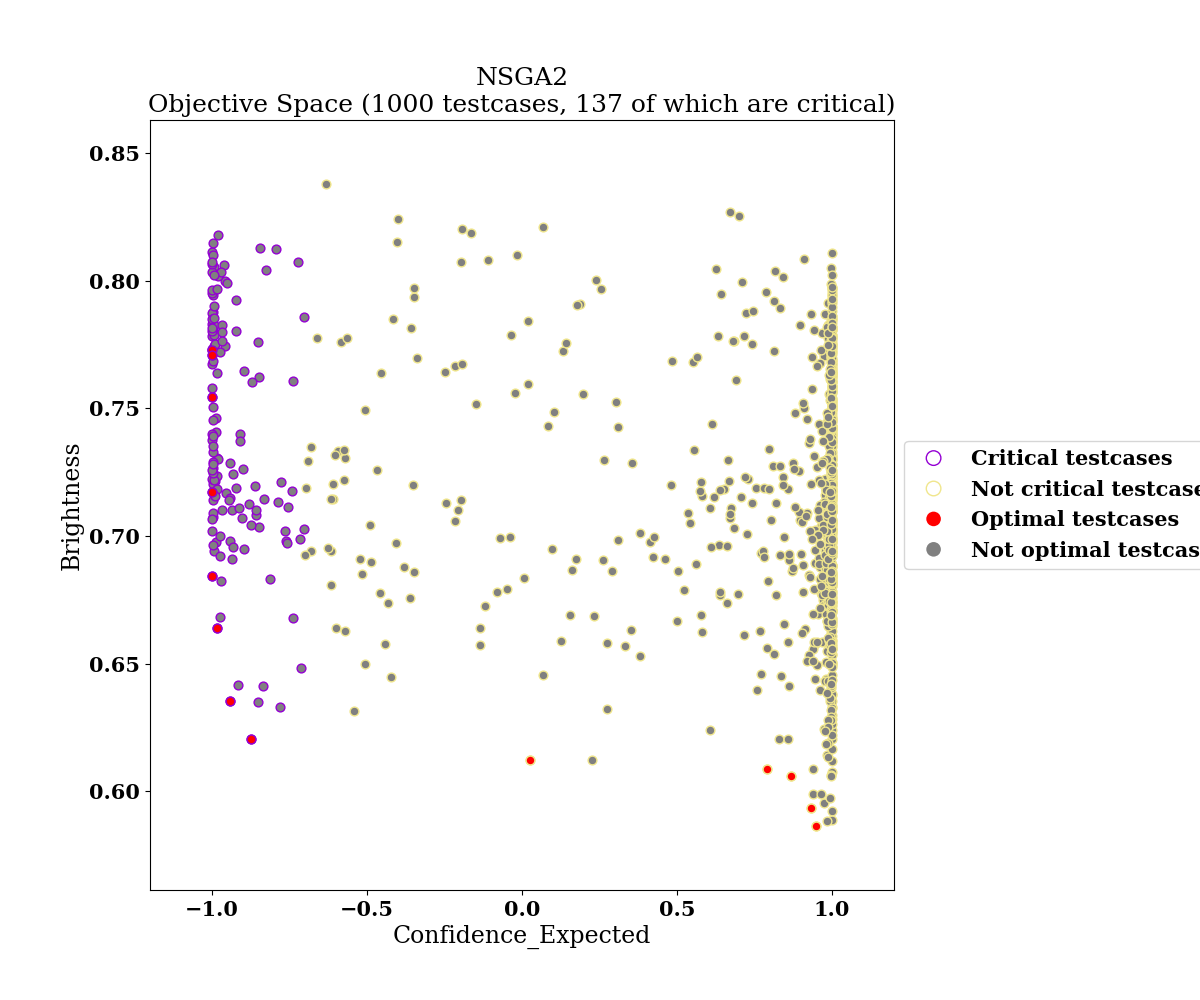 NSGA2
Objective Space (1000 testcases, 137 of which are critical)
0.85
0.80
0.75
0.70
0.65
0.60
Brightness
−1.0
−0.5
0.0
0.5
1.0
Confidence_Expected
Critical testcases
Not critical testcase
Optimal testcases
Not optimal testcas